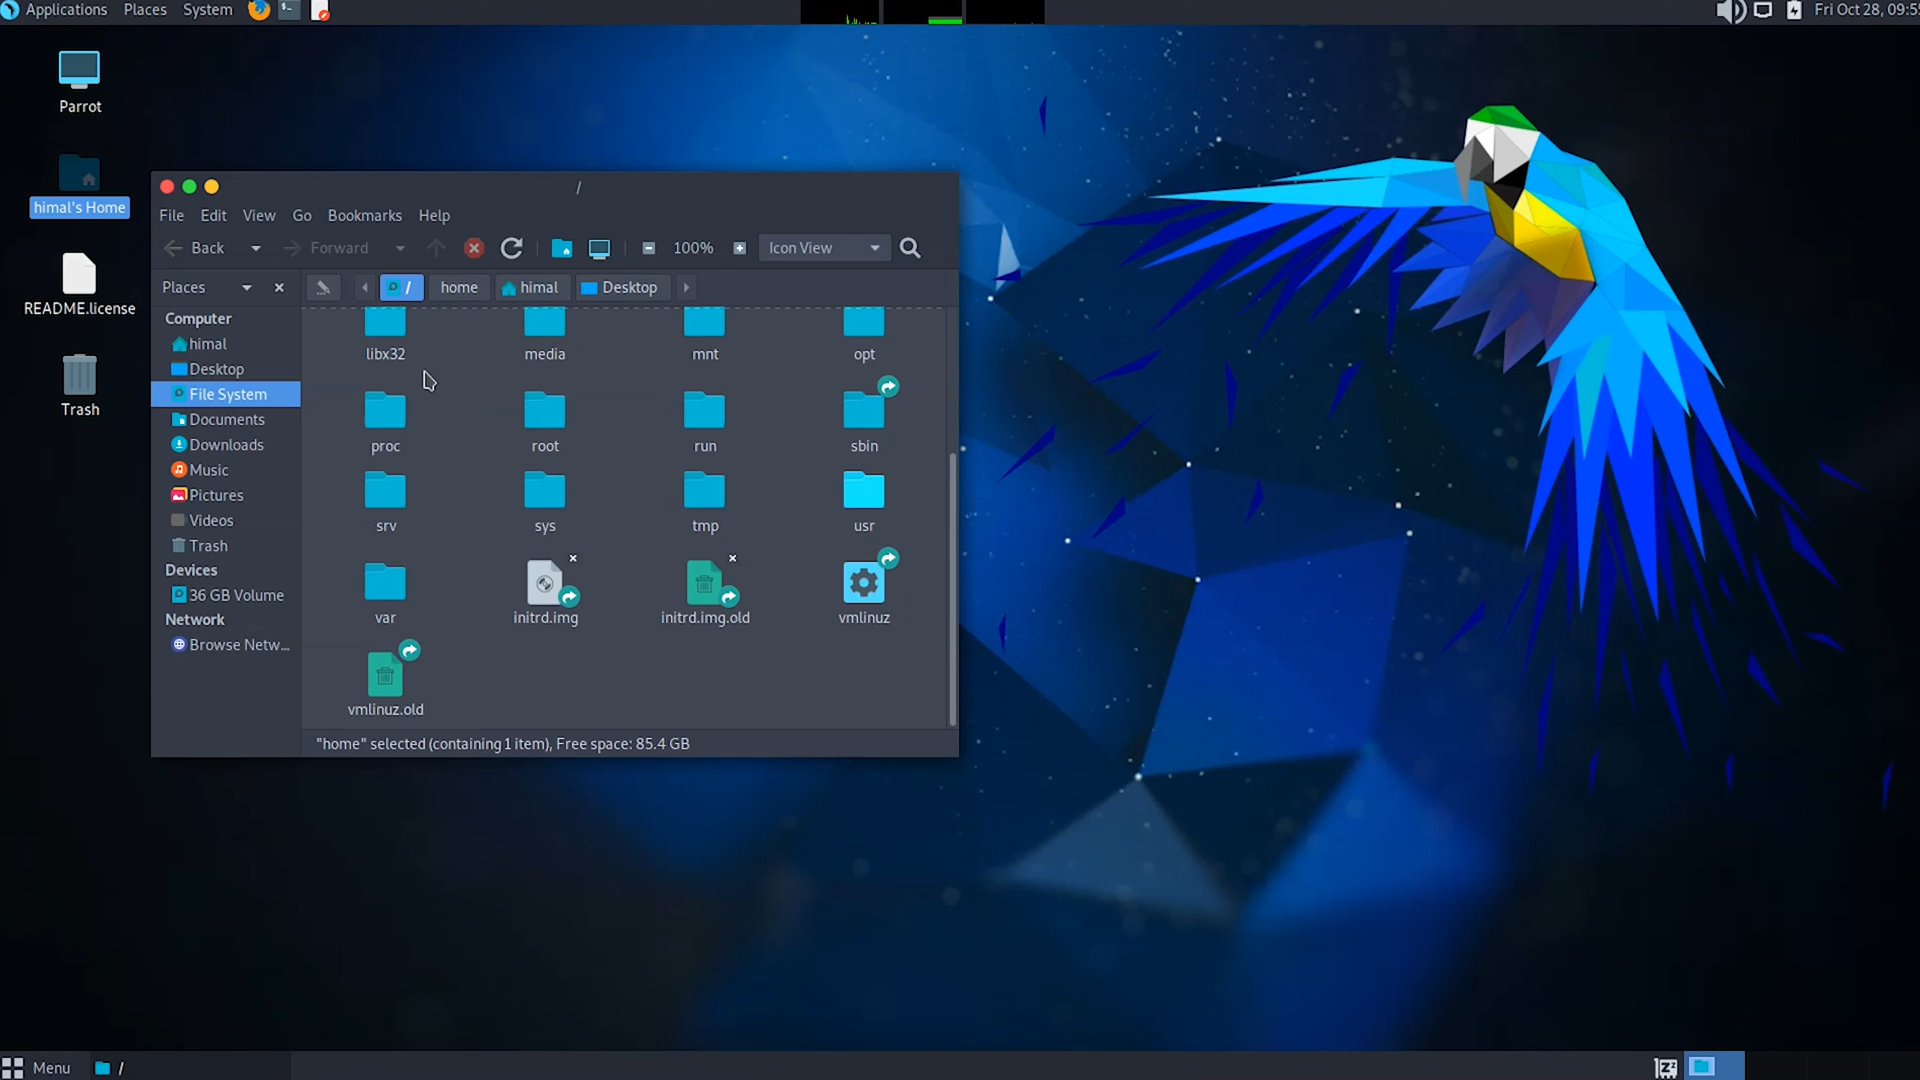 Applications Places System
Fri Oct 28, 09:5
Parrot
himal's Home
README.license
Trash
/
File Edit View Go Bookmarks Help
Back Forward 100% Icon View
Places / home himal Desktop
Computer
himal
Desktop
File System
Documents
Downloads
Music
Pictures
Videos
Trash
Devices
36 GB Volume
Network
Browse Netw...
libx32 media mnt opt
proc root run sbin
srv sys tmp usr
var initrd.img initrd.img.old vmlinuz
vmlinuz.old
"home" selected (containing 1 item), Free space: 85.4 GB
Menu /